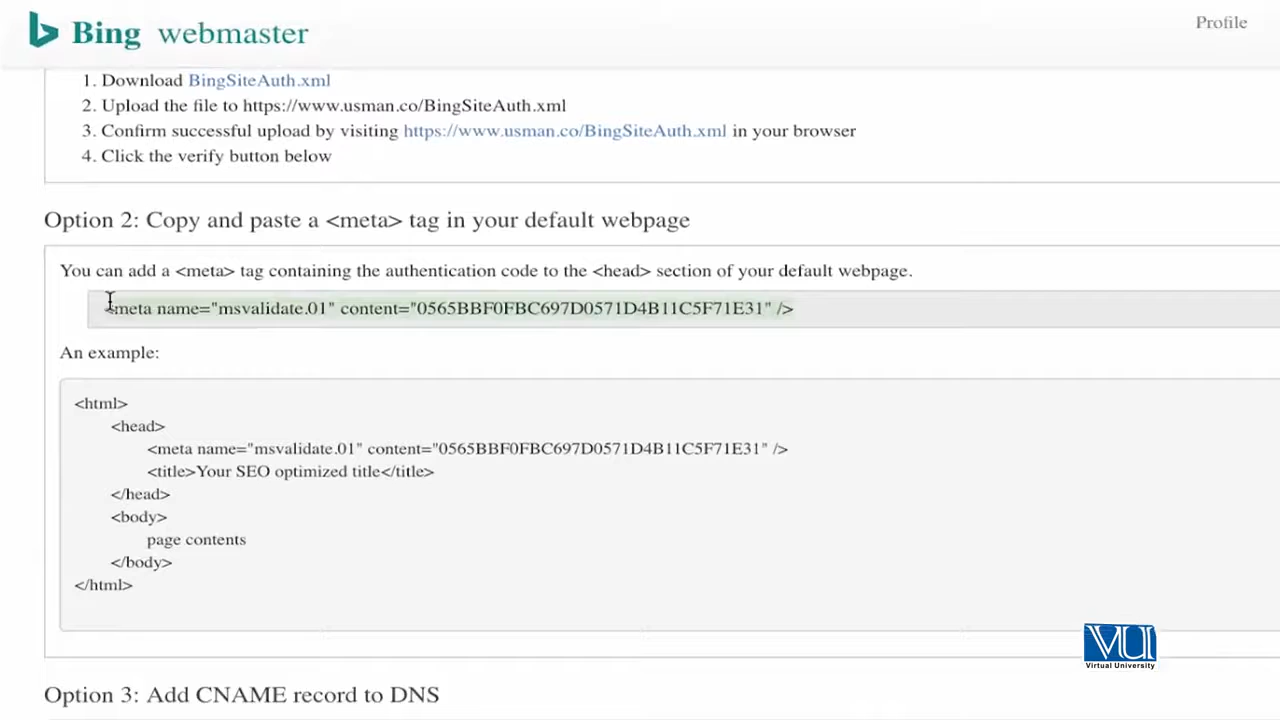 Bing webmaster
Profile
1. Download BingSiteAuth.xml
2. Upload the file to https://www.usman.co/BingSiteAuth.xml
3. Confirm successful upload by visiting https://www.usman.co/BingSiteAuth.xml in your browser
4. Click the verify button below
Option 2: Copy and paste a <meta> tag in your default webpage
You can add a <meta> tag containing the authentication code to the <head> section of your default webpage.
<meta name="msvalidate.01" content="0565BBF0FBC697D0571D4B11C5F71E31" />
An example:
<html>
<head>
<meta name="msvalidate.01" content="0565BBF0FBC697D0571D4B11C5F71E31" />
<title>Your SEO optimized title</title>
</head>
<body>
page contents
</body>
</html>
VU
Virtual University
Option 3: Add CNAME record to DNS